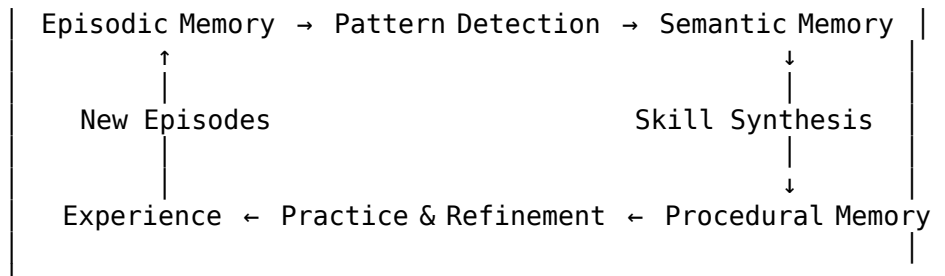 Episodic Memory → Pattern Detection → Semantic Memory
↑ ↓
New Episodes Skill Synthesis
↓
Experience ← Practice & Refinement ← Procedural Memory